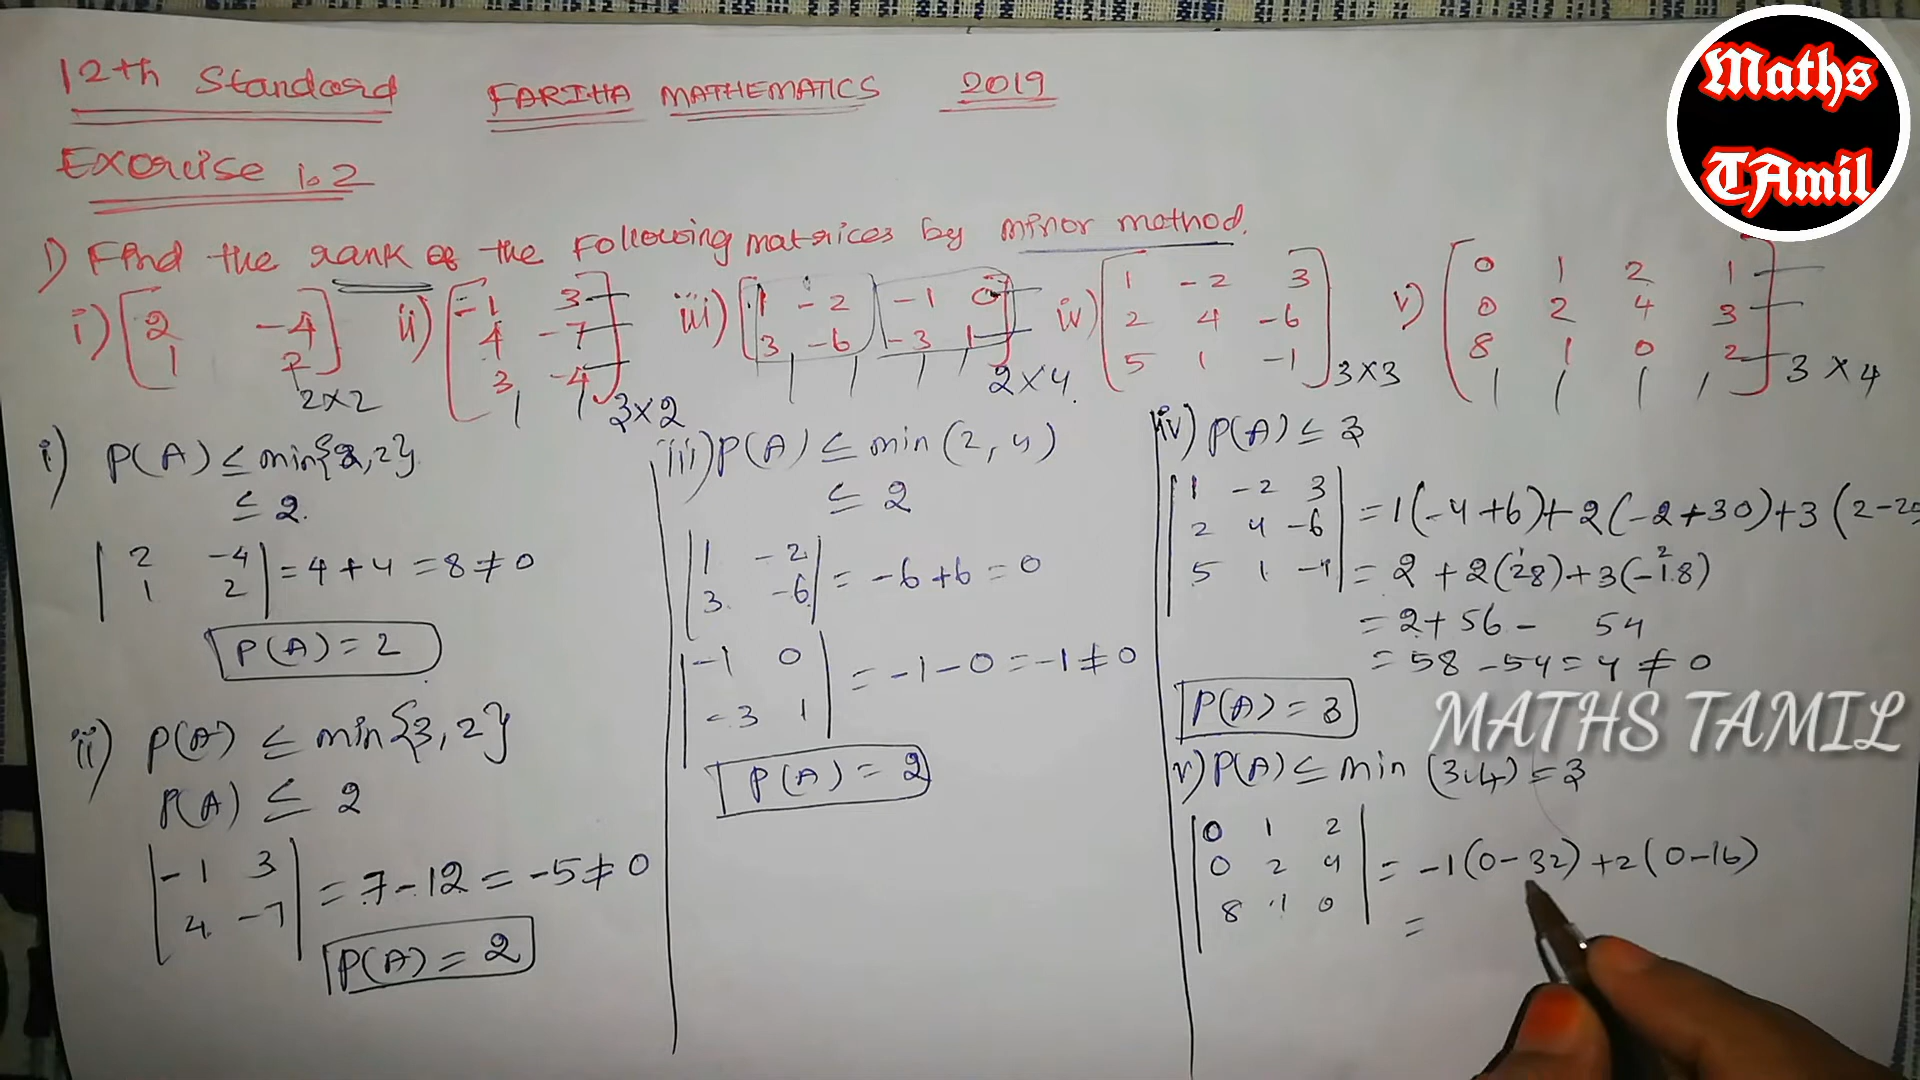 Maths
TAmil
12th Standard FARIHA MATHEMATICS 2019
Exercise 1.2
1) Find the rank of the following matrices by minor method.
i) [2 -4
1 2] 2×2
ii) [-1 3
4 -7
3 -4] 3×2
iii) [1 -2 -1 0
3 -6 -3 1] 2×4
iv) [1 -2 3
2 4 -6
5 1 -1] 3×3
v) [0 1 2 1
0 2 4 3
8 1 0 2] 3×4
i) P(A) ≤ min{2,2}
≤ 2.
|2 -4
1 2| = 4+4 = 8 ≠ 0
P(A) = 2
ii) P(A) ≤ min{3,2}
P(A) ≤ 2
|-1 3
4 -7| = 7-12 = -5 ≠ 0
P(A) = 2
iii) P(A) ≤ min(2,4)
≤ 2
|1 -2
3 -6| = -6+6 = 0
|-1 0
-3 1| = -1-0 = -1 ≠ 0
P(A) = 2
iv) P(A) ≤ 3
|1 -2 3
2 4 -6
5 1 -1| = 1(-4+6)+2(-2+30)+3(2-20
= 2+2(28)+3(-18)
= 2+56- 54
= 58-54 = 4 ≠ 0
P(A) = 3
MATHS TAMIL
v) P(A) ≤ min (3,4) = 3
|0 1 2
0 2 4
8 1 0| = -1(0-32)+2(0-16)
=